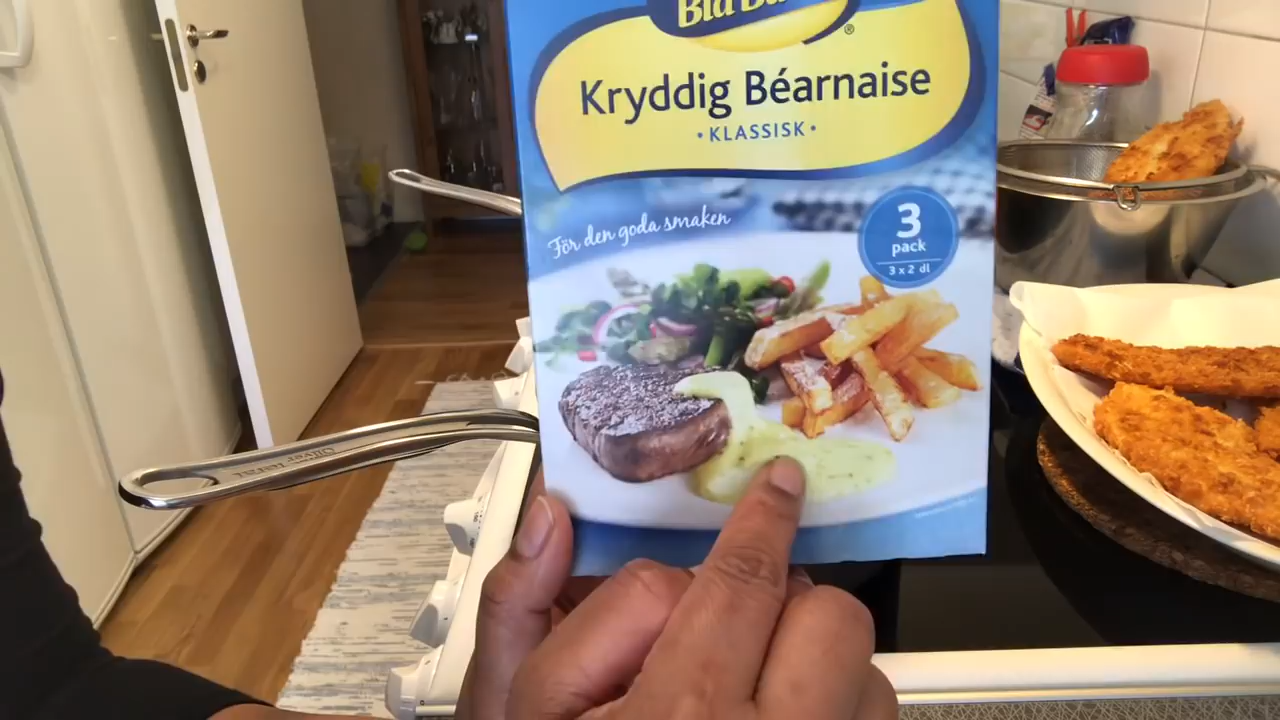 Kryddig Béarnaise
• KLASSISK •
För den goda smaken
3
pack
3 x 2 dl